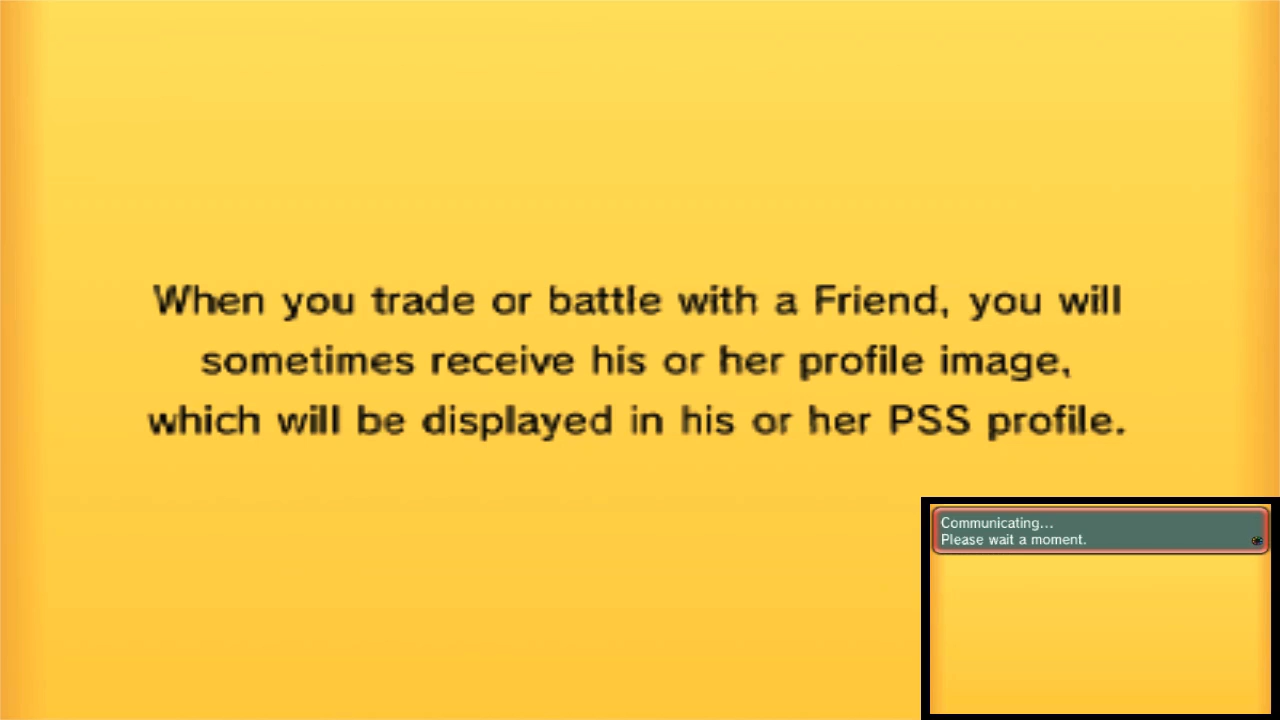 When you trade or battle with a Friend, you will
sometimes receive his or her profile image,
which will be displayed in his or her PSS profile.
Communicating...
Please wait a moment.